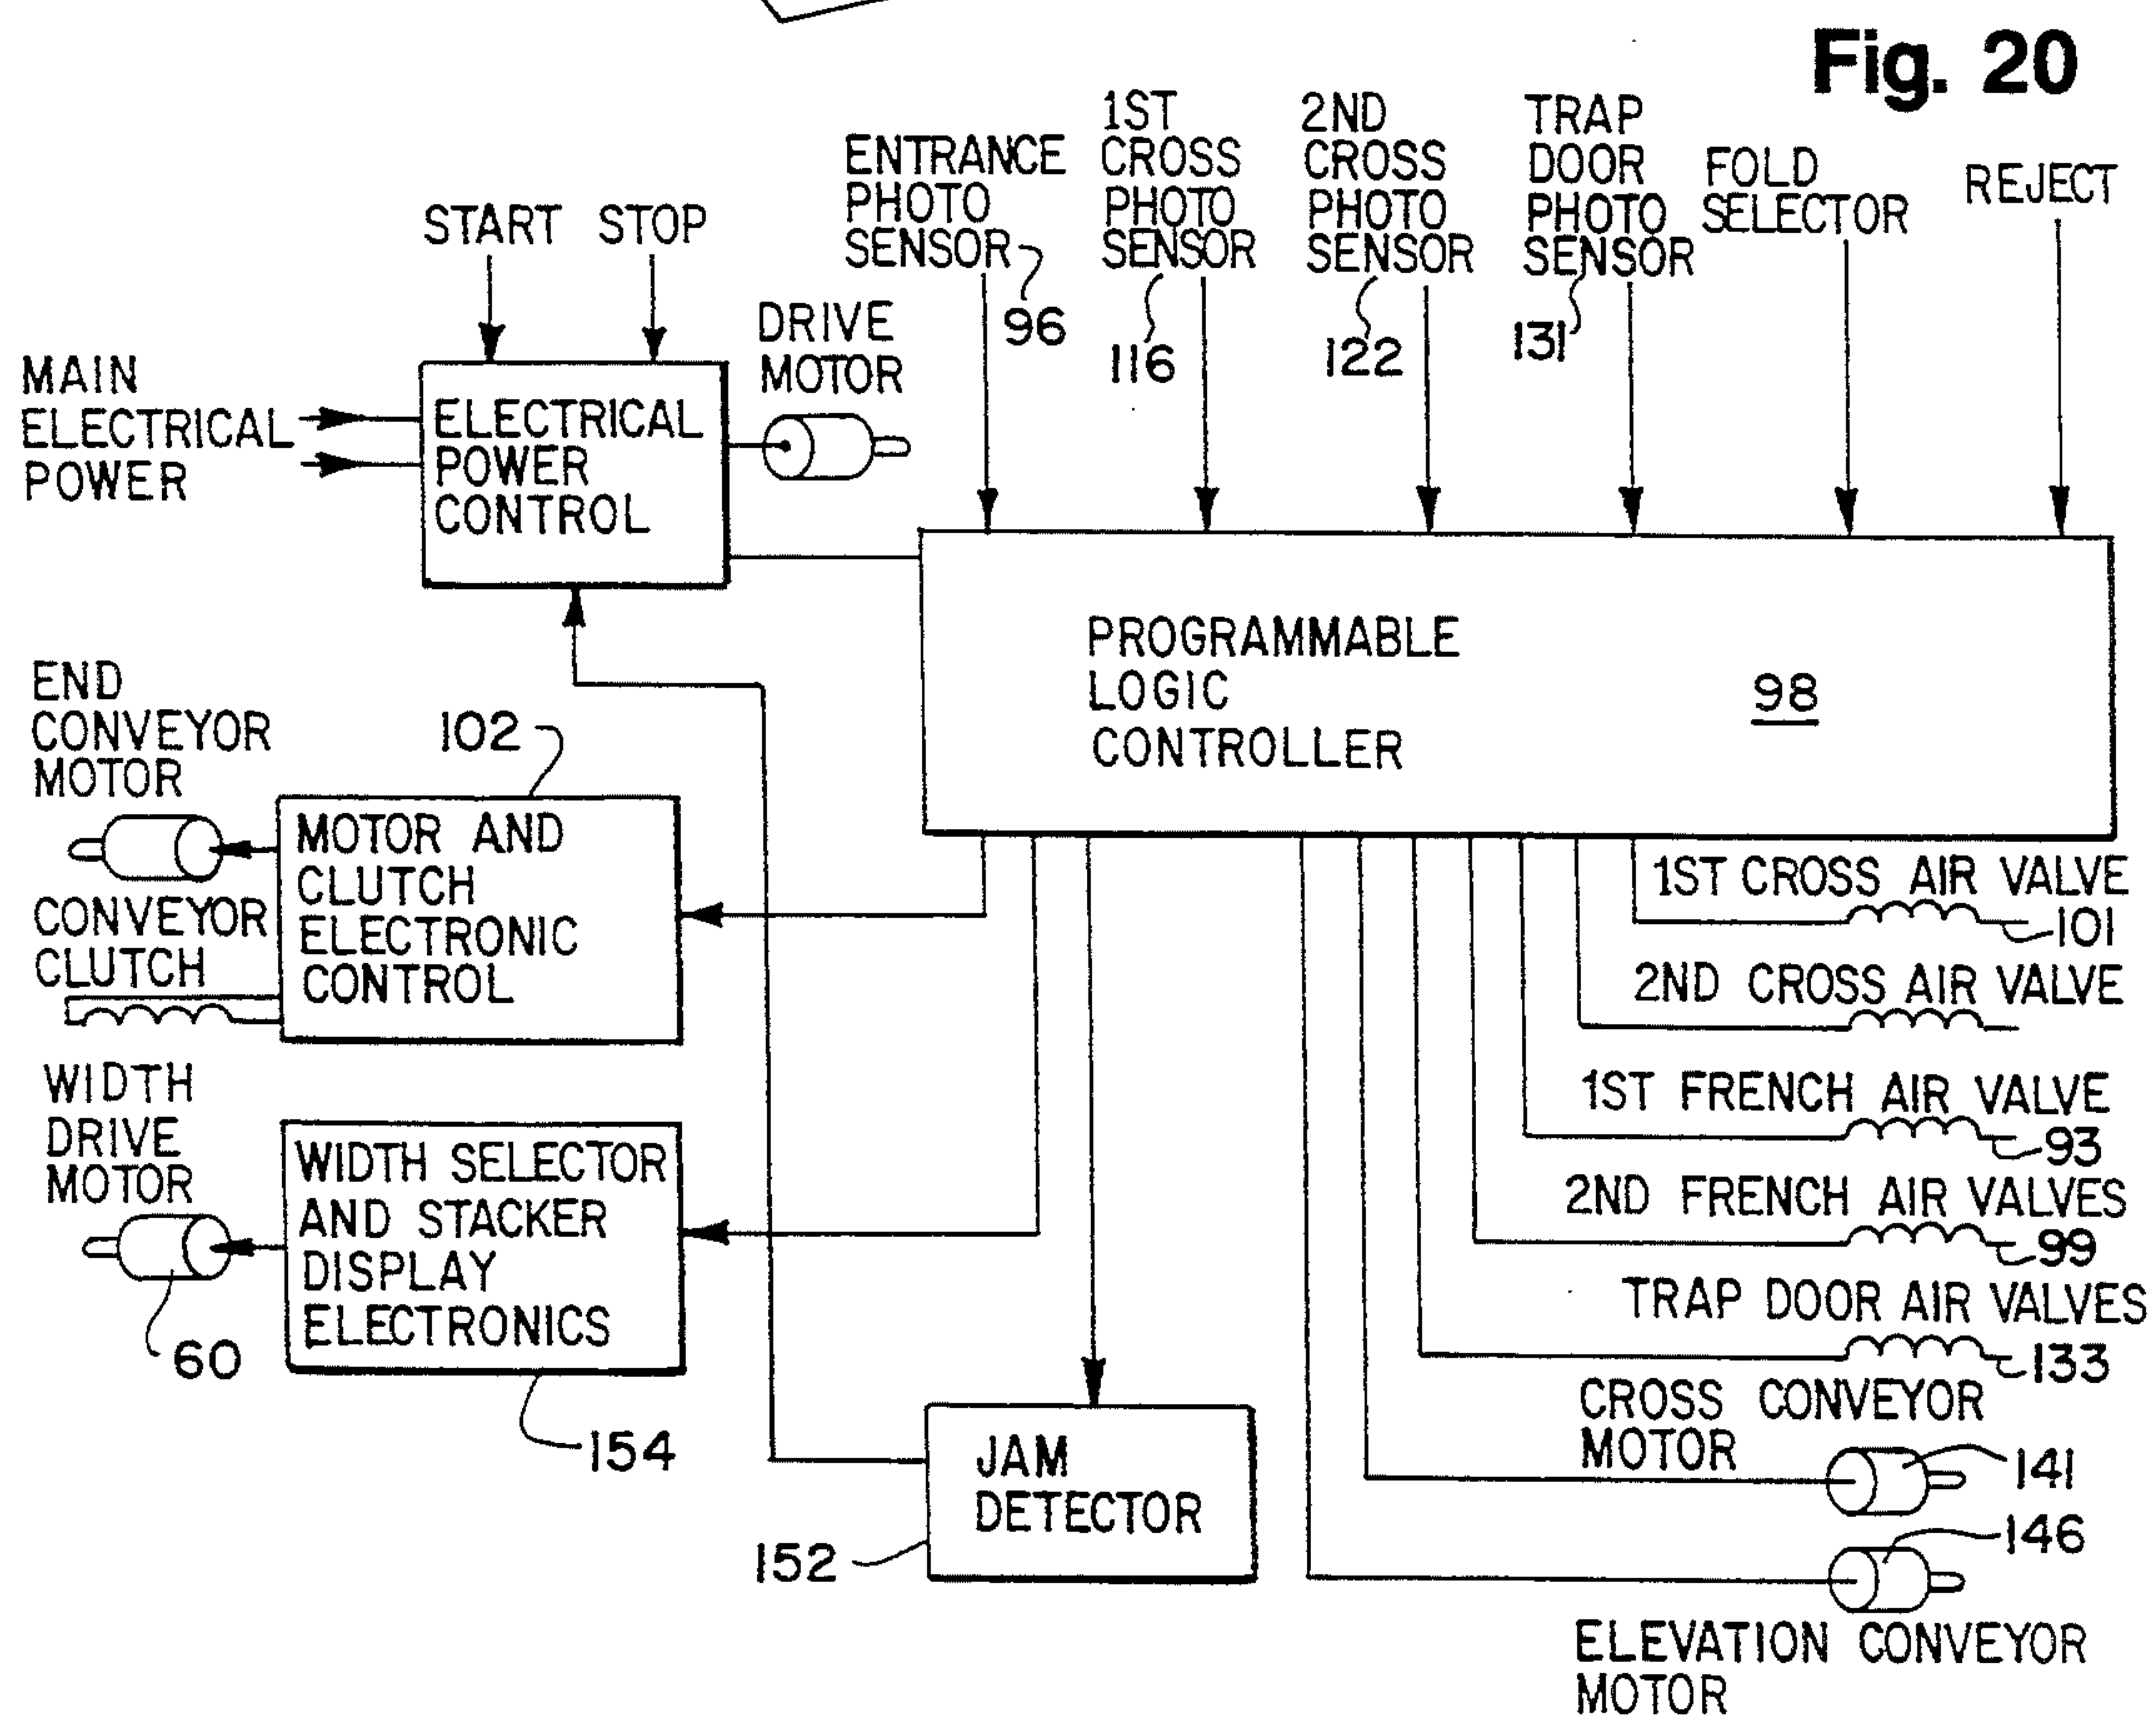 Fig. 20
START
STOP
ENTRANCE
PHOTO
SENSOR
96
1ST
CROSS
PHOTO
SENSOR
116
2ND
CROSS
PHOTO
SENSOR
122
TRAP
DOOR
PHOTO
SENSOR
131
FOLD
SELECTOR
REJECT
MAIN
ELECTRICAL
POWER
ELECTRICAL
POWER
CONTROL
DRIVE
MOTOR
PROGRAMMABLE
LOGIC
CONTROLLER
98
END
CONVEYOR
MOTOR
102
MOTOR AND
CLUTCH
ELECTRONIC
CONTROL
CONVEYOR
CLUTCH
WIDTH
DRIVE
MOTOR
60
WIDTH SELECTOR
AND STACKER
DISPLAY
ELECTRONICS
154
JAM
DETECTOR
152
1ST CROSS AIR VALVE
101
2ND CROSS AIR VALVE
1ST FRENCH AIR VALVE
93
2ND FRENCH AIR VALVES
99
TRAP DOOR AIR VALVES
133
CROSS CONVEYOR
MOTOR
141
146
ELEVATION CONVEYOR
MOTOR